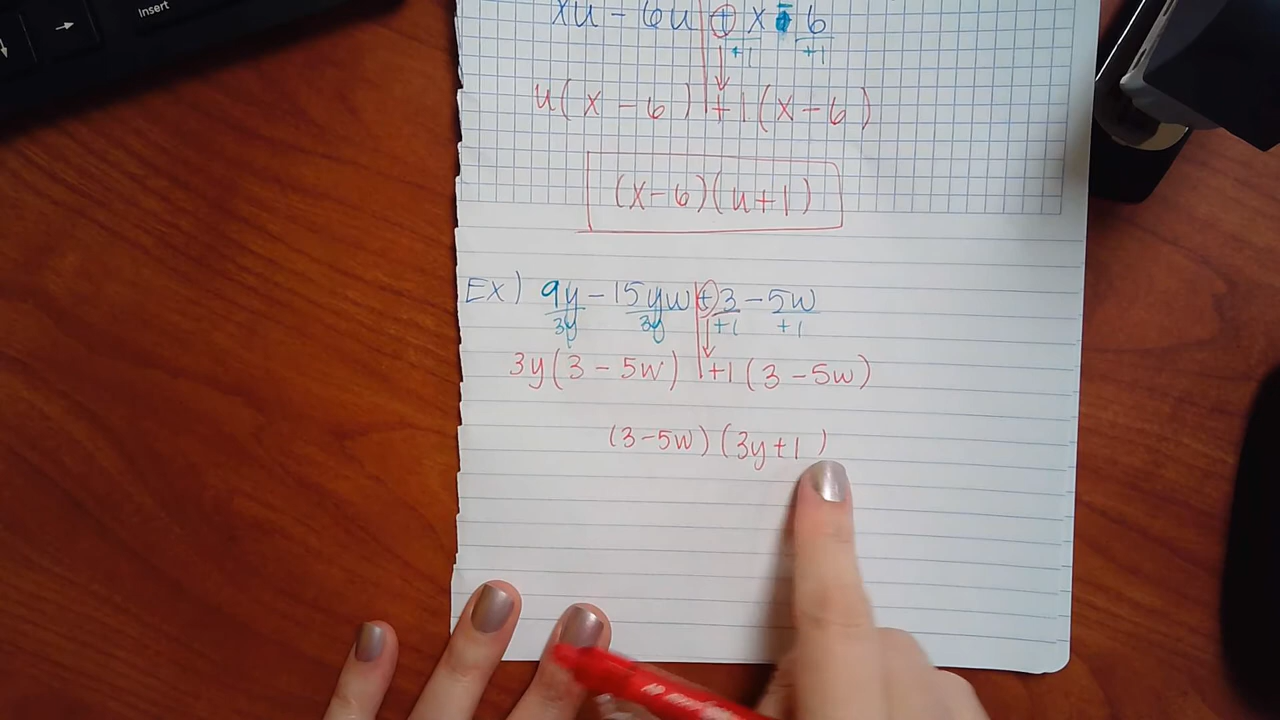 Insert
xu - 6u + x - 6
+1 +1
u(x - 6) +1(x - 6)
(x-6)(u+1)
EX) 9y - 15yw + 3 - 5w
3y 3y +1 +1
3y(3 - 5w) +1(3 - 5w)
(3-5w)(3y+1)